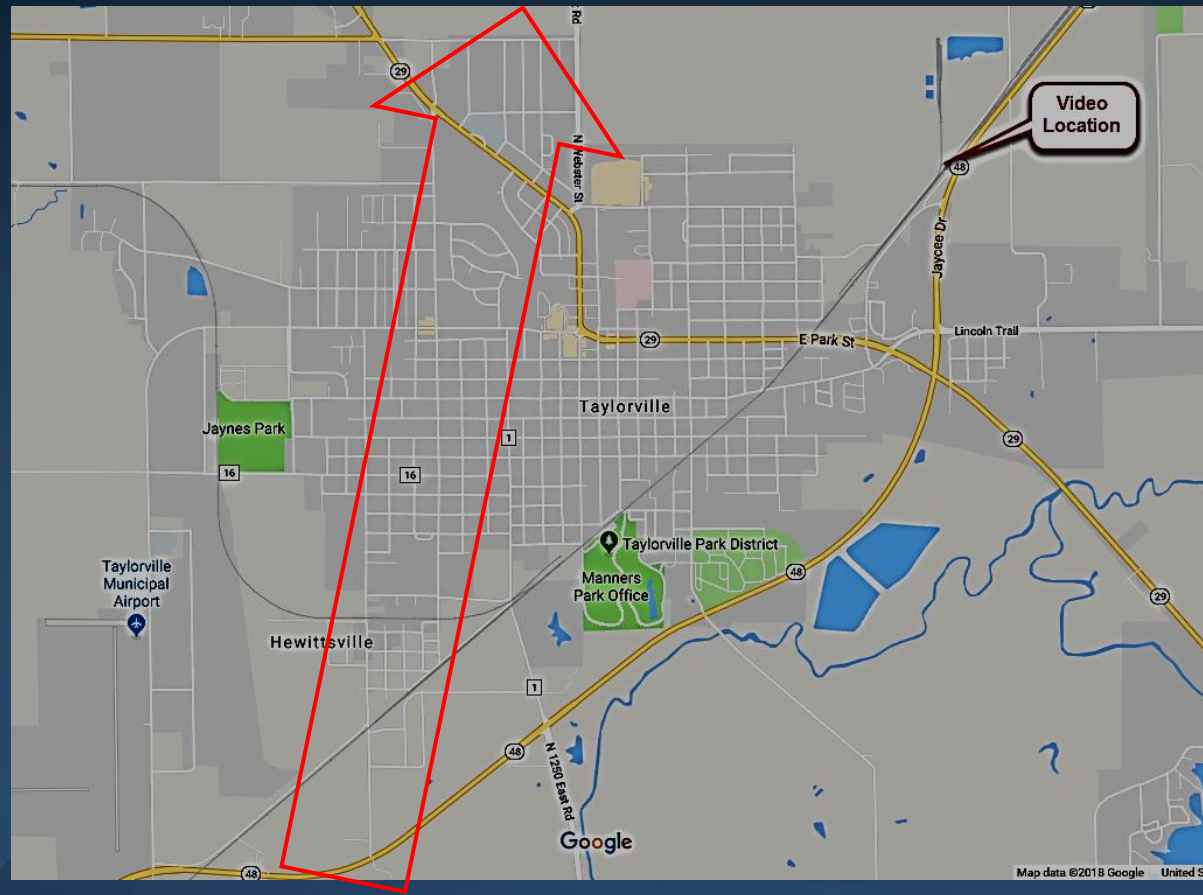 Rd
29
Video
Location
N Webster St
48
Jaycee Dr
Lincoln Trail
29
E Park St
Taylorville
Jaynes Park
1
29
16
16
Taylorville Park District
Manners
Park Office
48
Taylorville
Municipal
Airport
29
Hewittsville
1
48
N 1250 East Rd
Google
48
Map data ©2018 Google